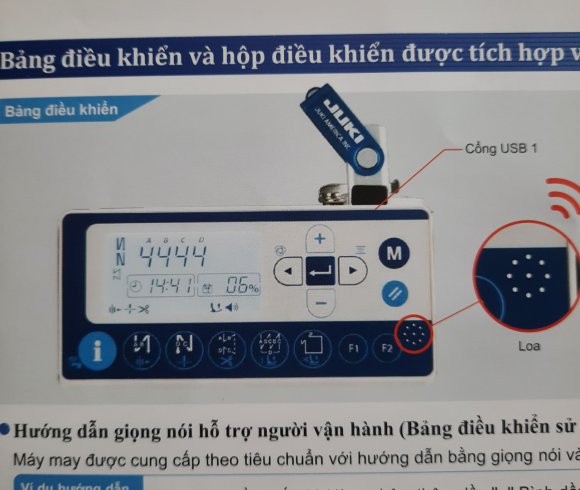 Bảng điều khiển và hộp điều khiển được tích hợp
Bảng điều khiển
JUKI
JUKI AMERICA, INC
Cổng USB 1
A B C D
4444
14:41
06%
M
i
F1
F2
Loa
Hướng dẫn giọng nói hỗ trợ người vận hành (Bảng điều khiển sử
Máy may được cung cấp theo tiêu chuẩn với hướng dẫn bằng giọng nói và
Ví dụ hướng dẫn